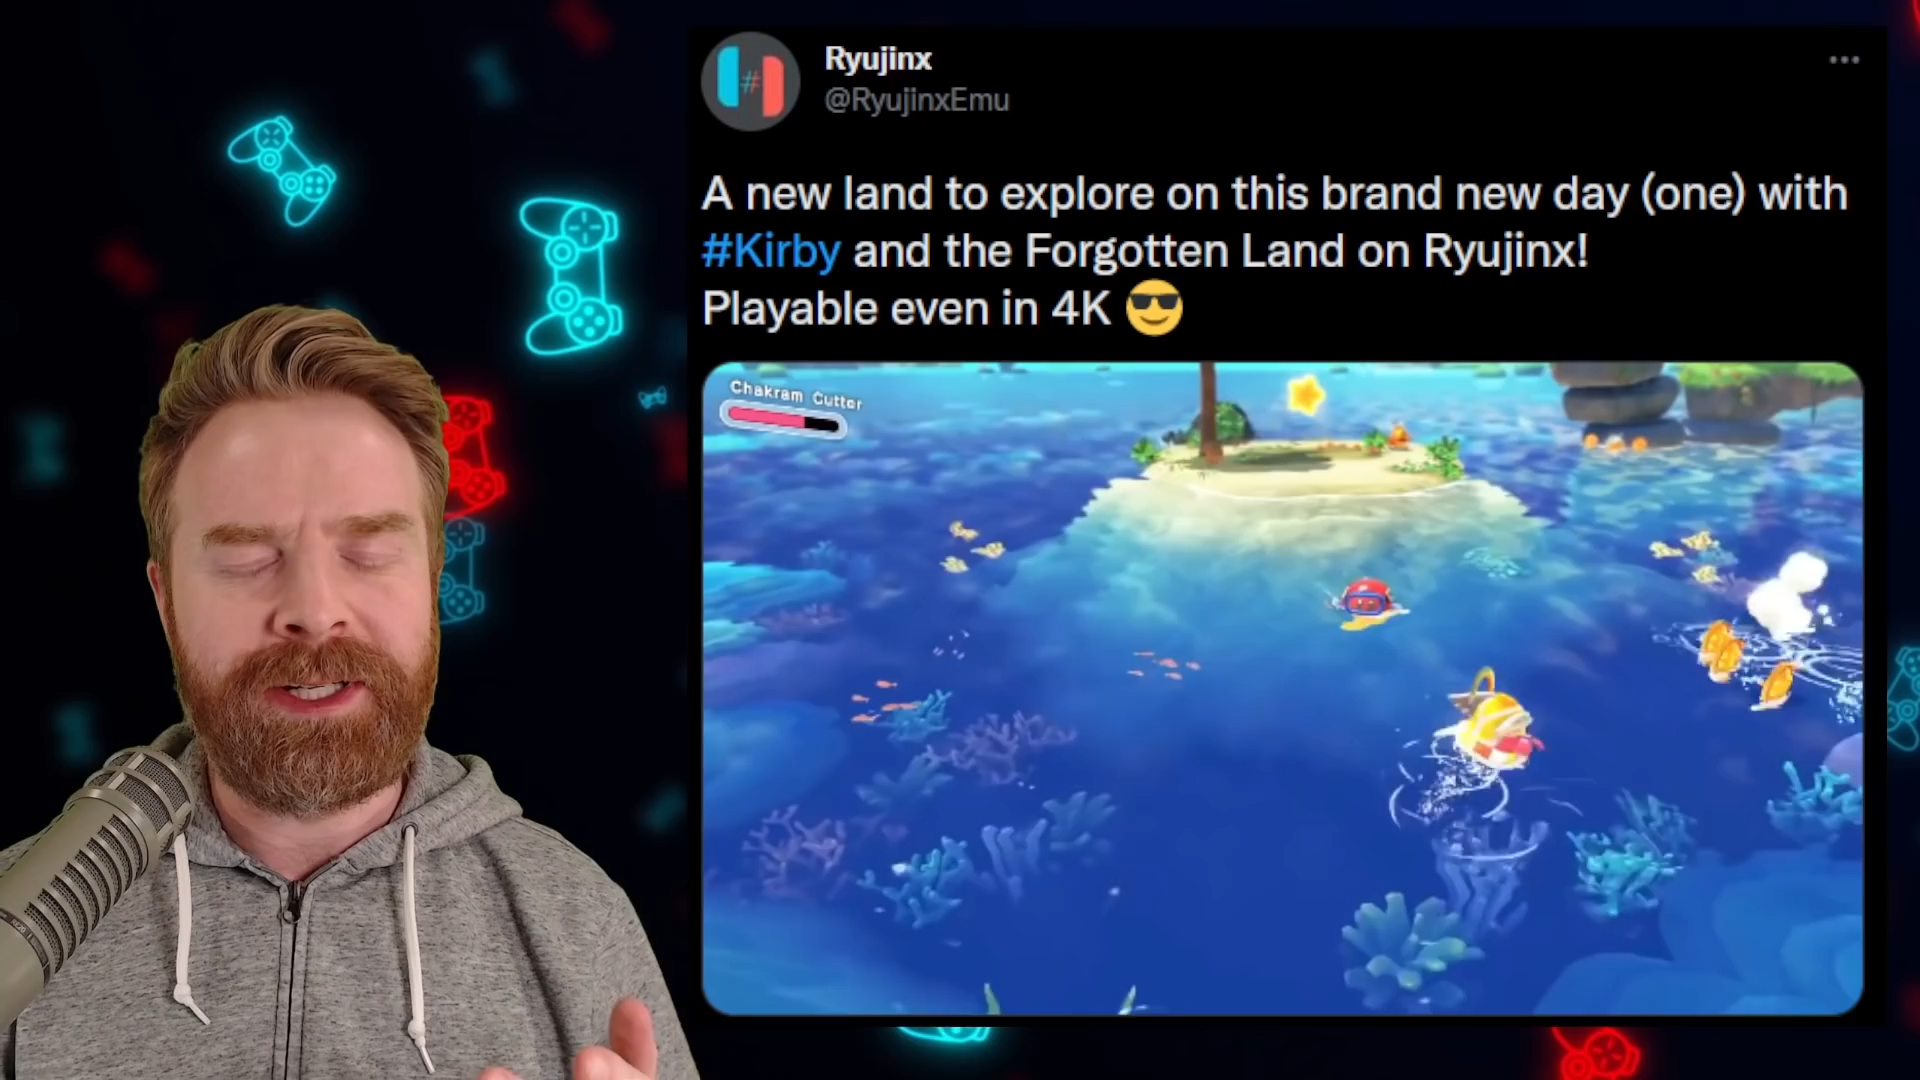 Ryujinx
@RyujinxEmu
A new land to explore on this brand new day (one) with
#Kirby and the Forgotten Land on Ryujinx!
Playable even in 4K 😎
Chakram Cutter